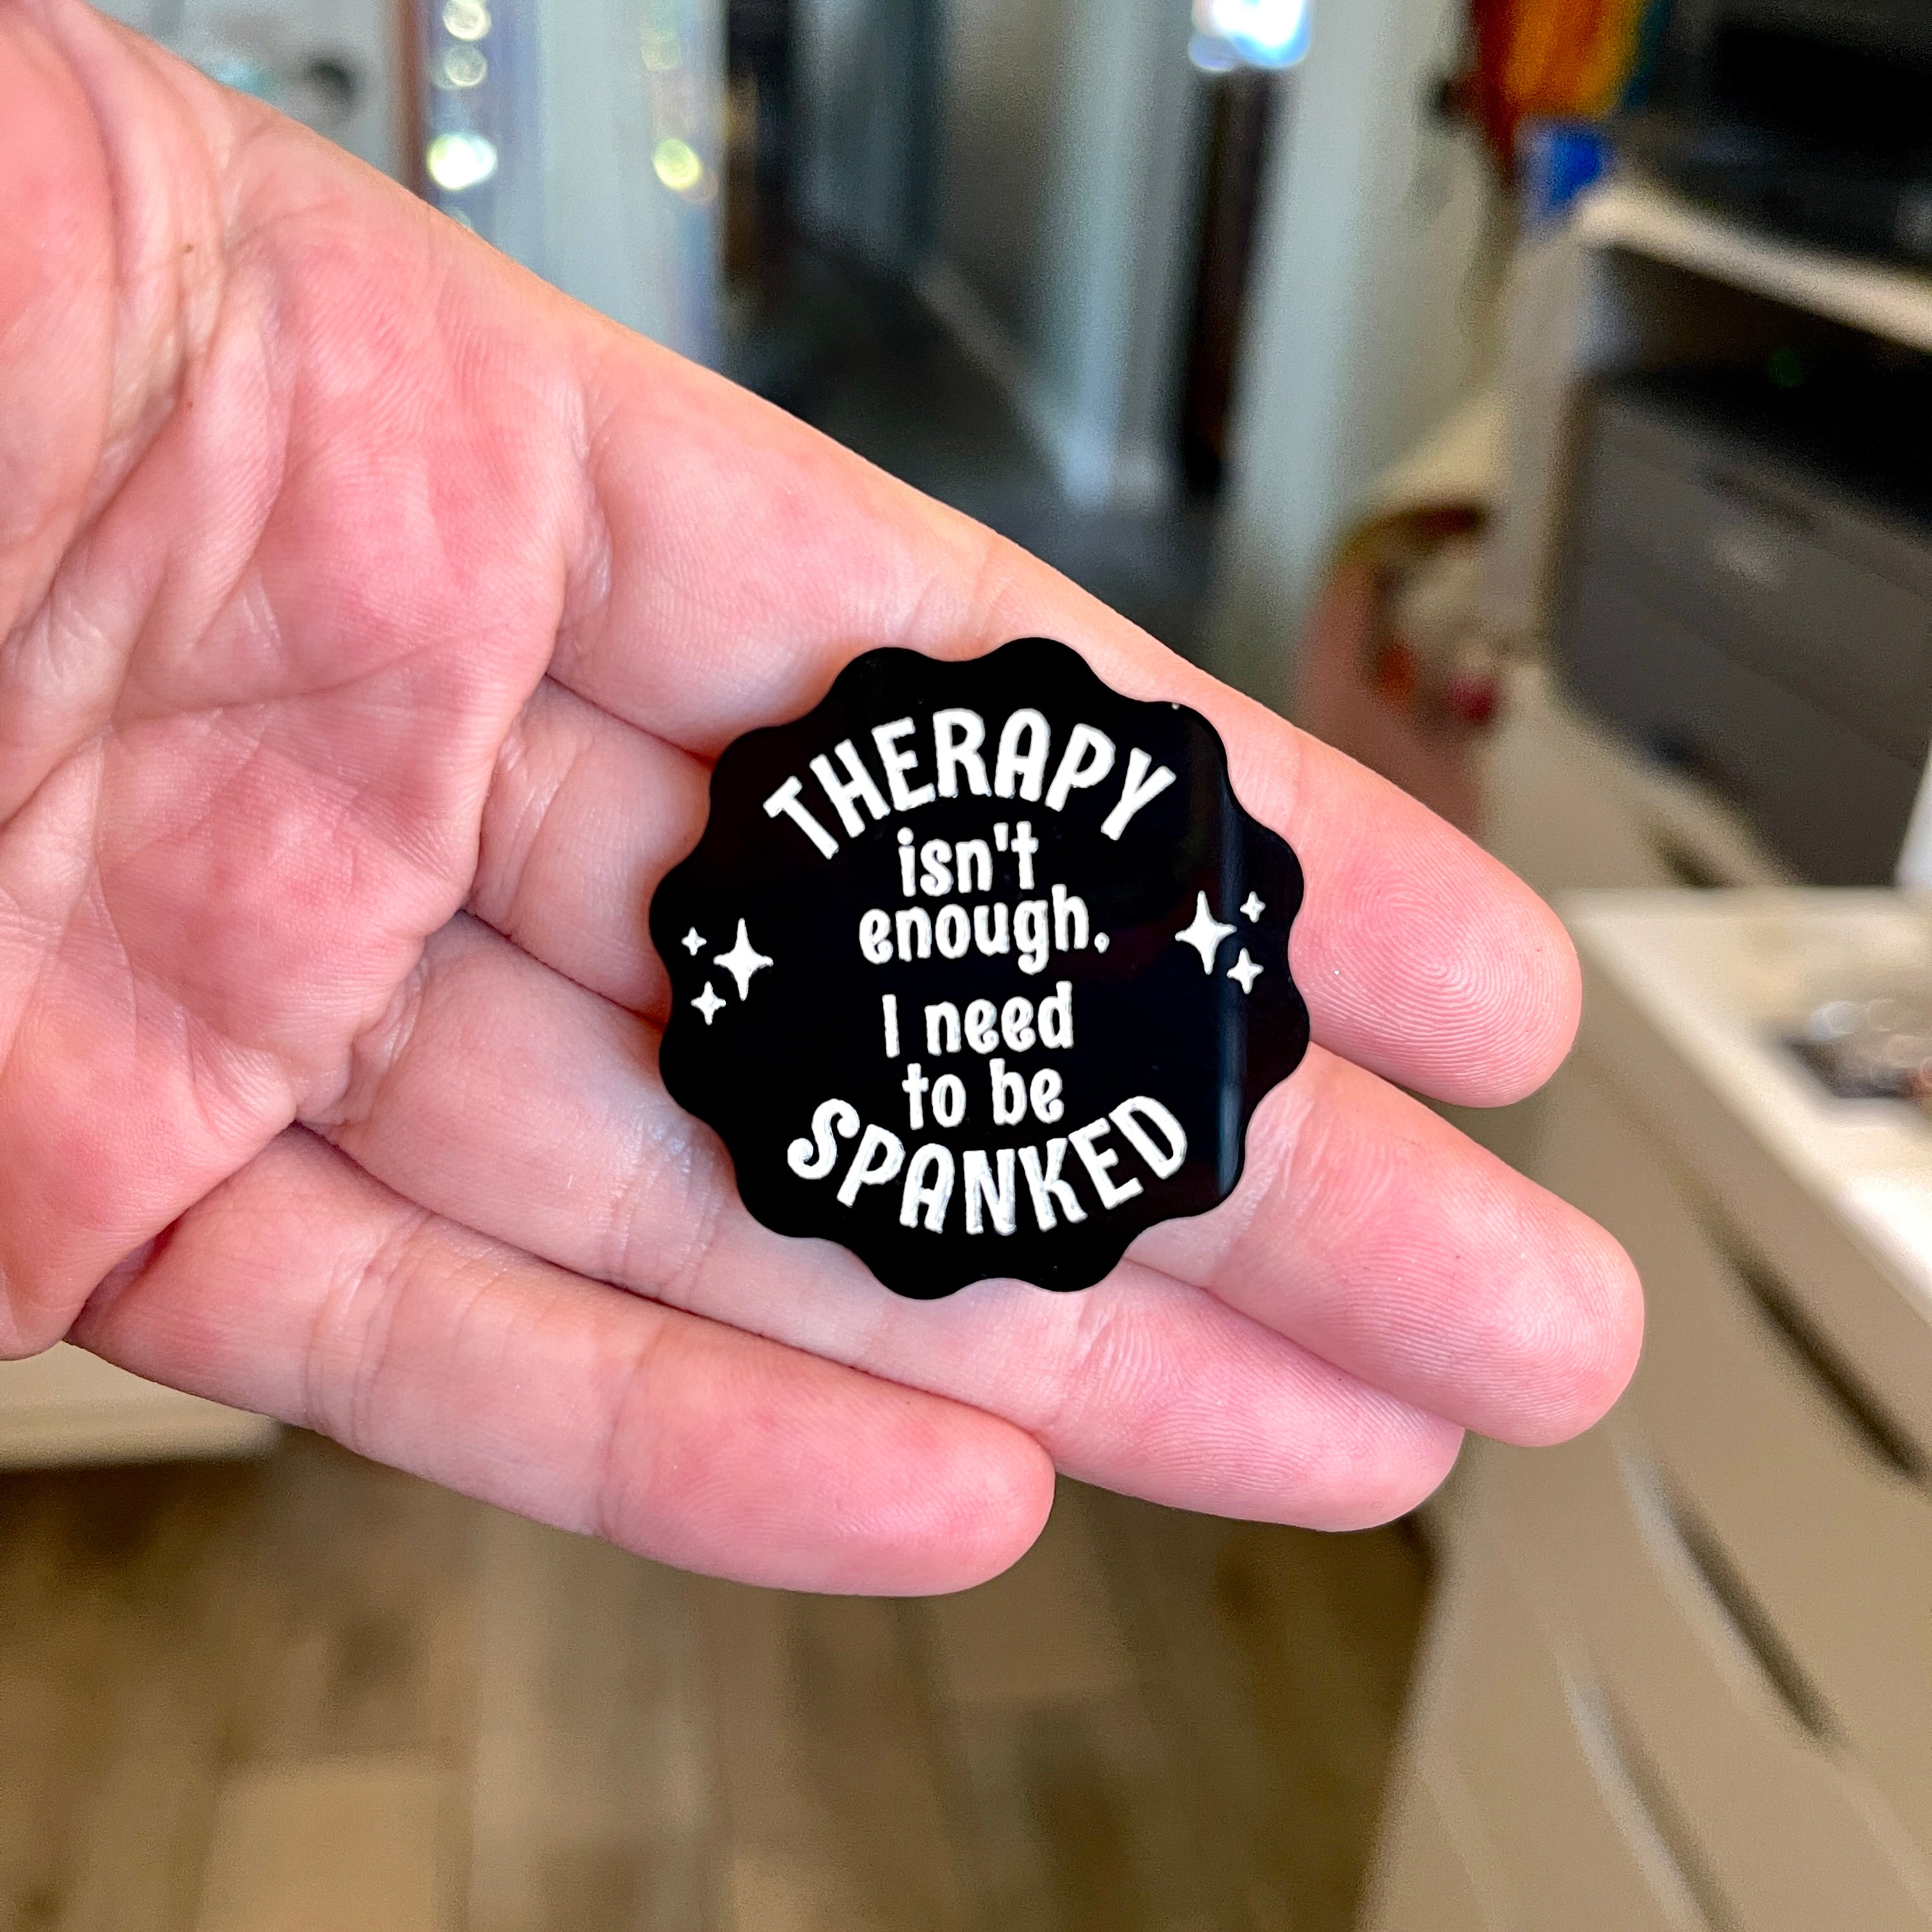 THERAPY
isn't
enough.
I need
to be
SPANKED